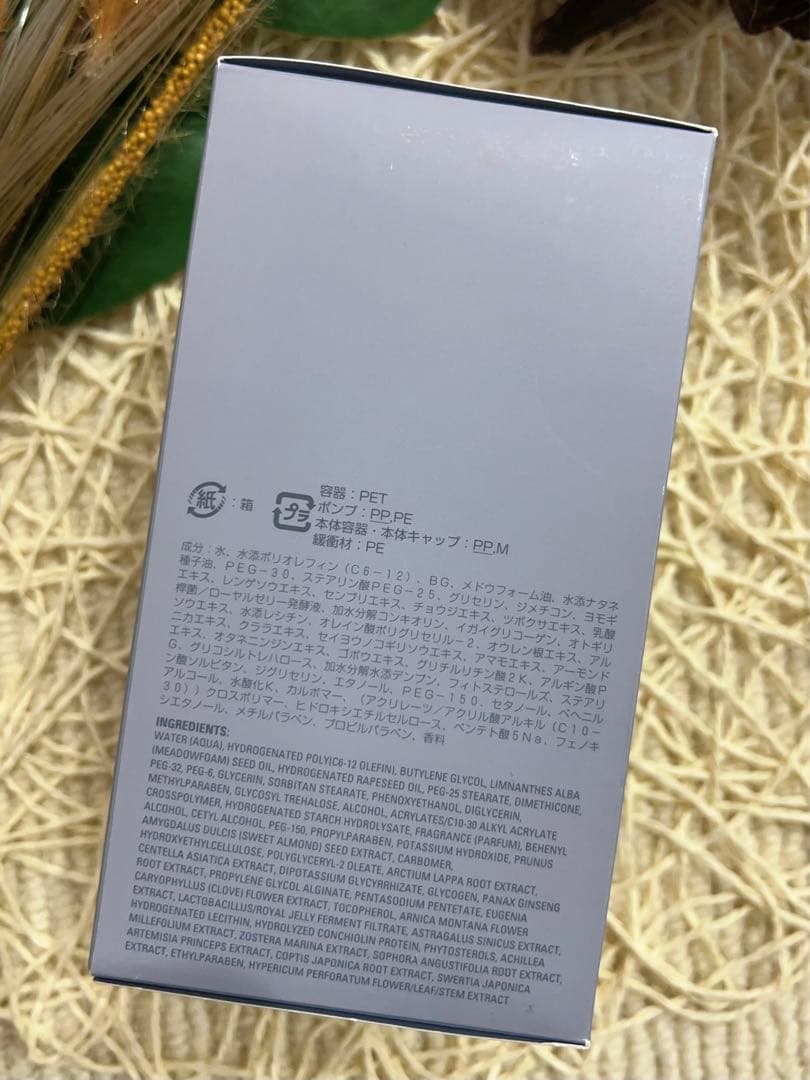 紙:箱
プラ
容器:PET
ポンプ:PP,PE
本体容器・本体キャップ:PP,M
緩衝材:PE
成分:水、水添ポリオレフィン(C6-12)、BG、メドウフォーム油、水添ナタネ
種子油、PEG-30、ステアリン酸PEG-25、グリセリン、ジメチコン、ヨモギ
エキス、レンゲソウエキス、センブリエキス、チョウジエキス、ツボクサエキス、乳酸
桿菌/ローヤルゼリー発酵液、加水分解コンキオリン、イガイグリコーゲン、オトギリ
ソウエキス、水添レシチン、オレイン酸ポリグリセリル-2、オウレン根エキス、アル
ニカエキス、クララエキス、セイヨウノコギリソウエキス、アマモエキス、アーモンド
エキス、オタネニンジンエキス、ゴボウエキス、グリチルリチン酸2K、アルギン酸P
G、グリコシルトレハロース、加水分解水添デンプン、フィトステロールズ、ステアリ
ン酸ソルビタン、ジグリセリン、エタノール、PEG-150、セタノール、ベヘニル
アルコール、水酸化K、カルボマー、(アクリレーツ/アクリル酸アルキル(C10-
30))クロスポリマー、ヒドロキシエチルセルロース、ペンテト酸5Na、フェノキ
シエタノール、メチルパラベン、プロピルパラベン、香料
INGREDIENTS:
WATER (AQUA), HYDROGENATED POLY(C6-12 OLEFIN), BUTYLENE GLYCOL, LIMNANTHES ALBA
(MEADOWFOAM) SEED OIL, HYDROGENATED RAPESEED OIL, PEG-25 STEARATE, DIMETHICONE,
PEG-32, PEG-6, GLYCERIN, SORBITAN STEARATE, PHENOXYETHANOL, DIGLYCERIN,
METHYLPARABEN, GLYCOSYL TREHALOSE, ALCOHOL, ACRYLATES/C10-30 ALKYL ACRYLATE
CROSSPOLYMER, HYDROGENATED STARCH HYDROLYSATE, FRAGRANCE (PARFUM), BEHENYL
ALCOHOL, CETYL ALCOHOL, PEG-150, PROPYLPARABEN, POTASSIUM HYDROXIDE, PRUNUS
AMYGDALUS DULCIS (SWEET ALMOND) SEED EXTRACT, CARBOMER,
HYDROXYETHYLCELLULOSE, POLYGLYCERYL-2 OLEATE, ARCTIUM LAPPA ROOT EXTRACT,
CENTELLA ASIATICA EXTRACT, DIPOTASSIUM GLYCYRRHIZATE, GLYCOGEN, PANAX GINSENG
ROOT EXTRACT, PROPYLENE GLYCOL ALGINATE, PENTASODIUM PENTETATE, EUGENIA
CARYOPHYLLUS (CLOVE) FLOWER EXTRACT, TOCOPHEROL, ARNICA MONTANA FLOWER
EXTRACT, LACTOBACILLUS/ROYAL JELLY FERMENT FILTRATE, ASTRAGALUS SINICUS EXTRACT,
HYDROGENATED LECITHIN, HYDROLYZED CONCHIOLIN PROTEIN, PHYTOSTEROLS, ACHILLEA
MILLEFOLIUM EXTRACT, ZOSTERA MARINA EXTRACT, SOPHORA ANGUSTIFOLIA ROOT EXTRACT,
ARTEMISIA PRINCEPS EXTRACT, COPTIS JAPONICA ROOT EXTRACT, SWERTIA JAPONICA
EXTRACT, ETHYLPARABEN, HYPERICUM PERFORATUM FLOWER/LEAF/STEM EXTRACT